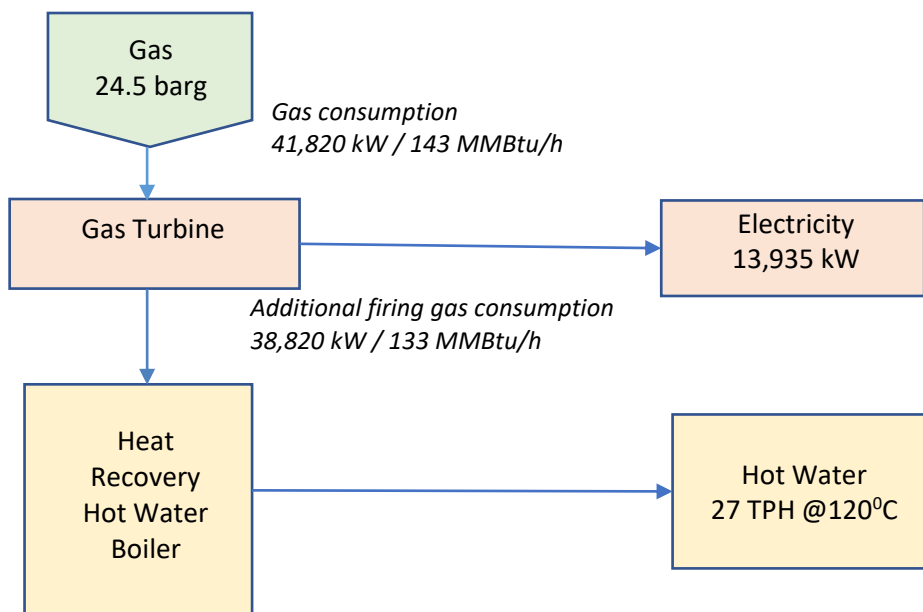 Gas
24.5 barg
Gas consumption
41,820 kW / 143 MMBtu/h
Gas Turbine
Electricity
13,935 kW
Additional firing gas consumption
38,820 kW / 133 MMBtu/h
Heat
Recovery
Hot Water
Boiler
Hot Water
27 TPH @120⁰C